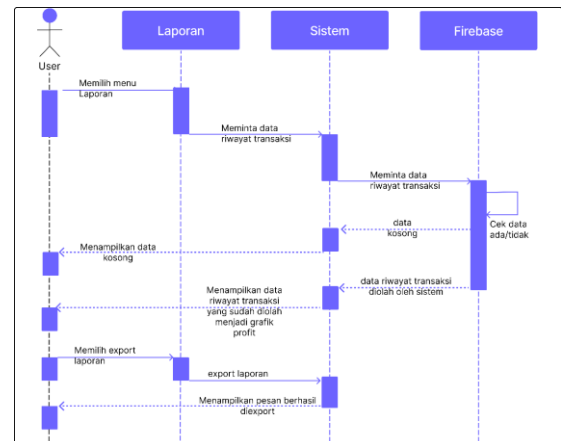 Laporan
Sistem
Firebase
User
Memilih menu
Laporan
Meminta data
riwayat transaksi
Meminta data
riwayat transaksi
Cek data
ada/tidak
data
kosong
Menampilkan data
kosong
data riwayat transaksi
diolah oleh sistem
Menampilkan data
riwayat transaksi
yang sudah diolah
menjadi grafik
profit
Memilih export
laporan
export laporan
Menampilkan pesan berhasil
diexport